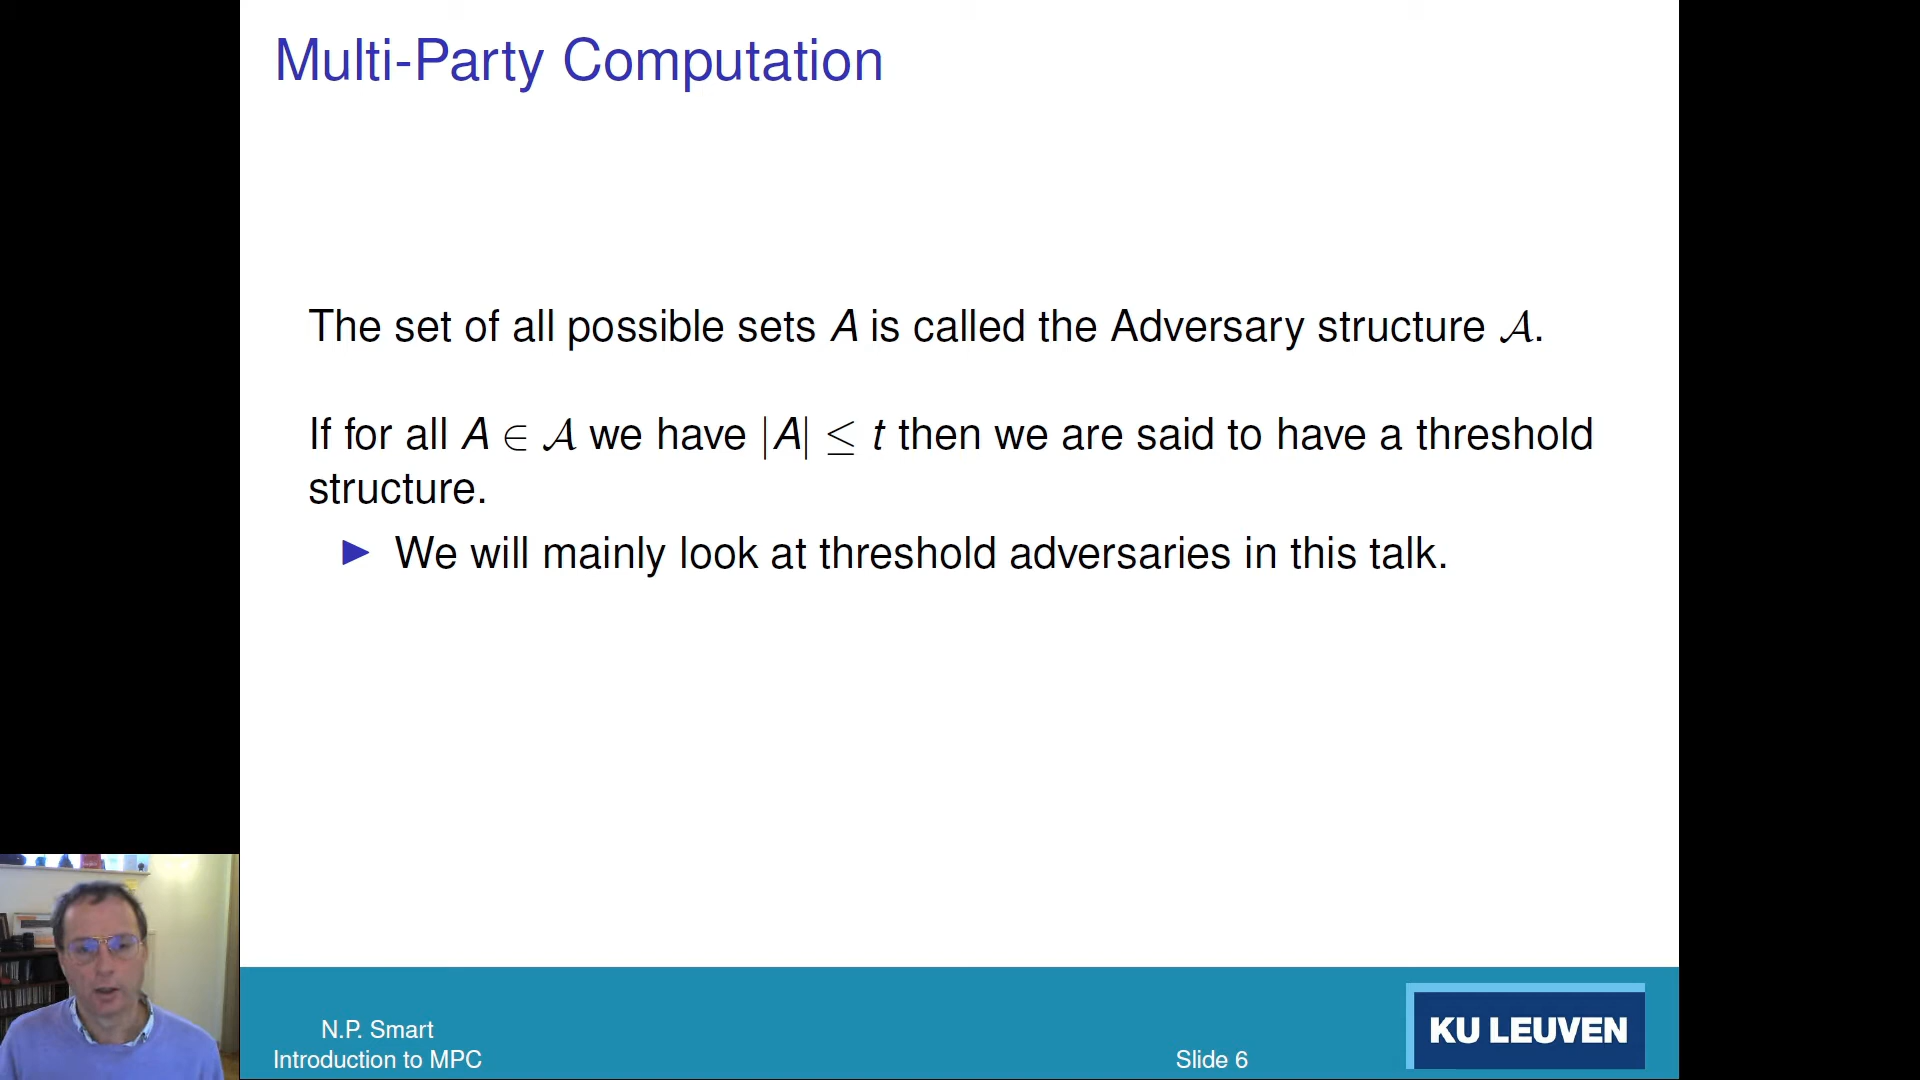 Multi-Party Computation
The set of all possible sets A is called the Adversary structure 𝒜.
If for all A ∈ 𝒜 we have |A| ≤ t then we are said to have a threshold
structure.
▶ We will mainly look at threshold adversaries in this talk.
N.P. Smart
Introduction to MPC
Slide 6
KU LEUVEN